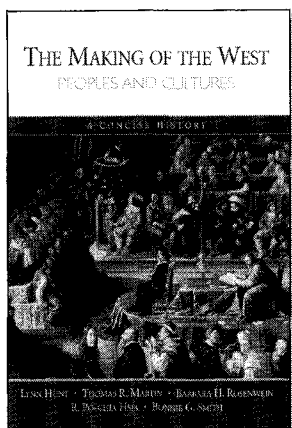 THE MAKING OF THE WEST
PEOPLES AND CULTURES
A CONCISE HISTORY
LYNN HUNT · THOMAS R. MARTIN · BARBARA H. ROSENWEIN
R. PO-CHIA HSIA · BONNIE G. SMITH